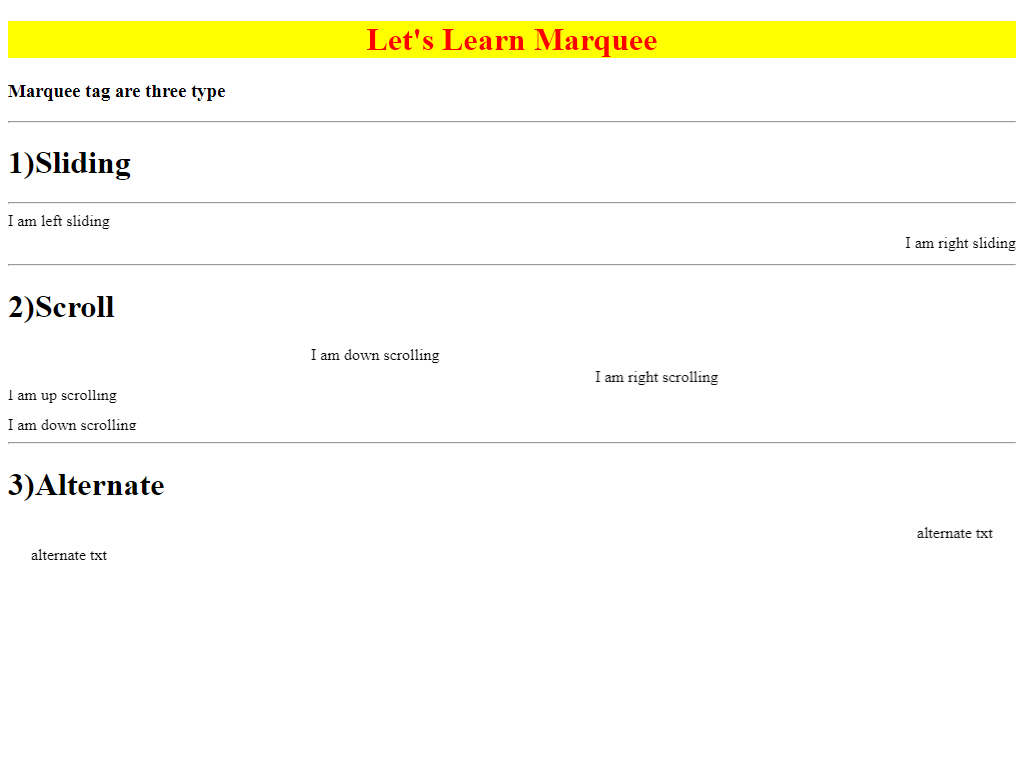 Let's Learn Marquee
Marquee tag are three type
1)Sliding
I am left sliding
I am right sliding
2)Scroll
I am down scrolling
I am right scrolling
I am up scrolling
I am down scrolling
3)Alternate
alternate txt
alternate txt